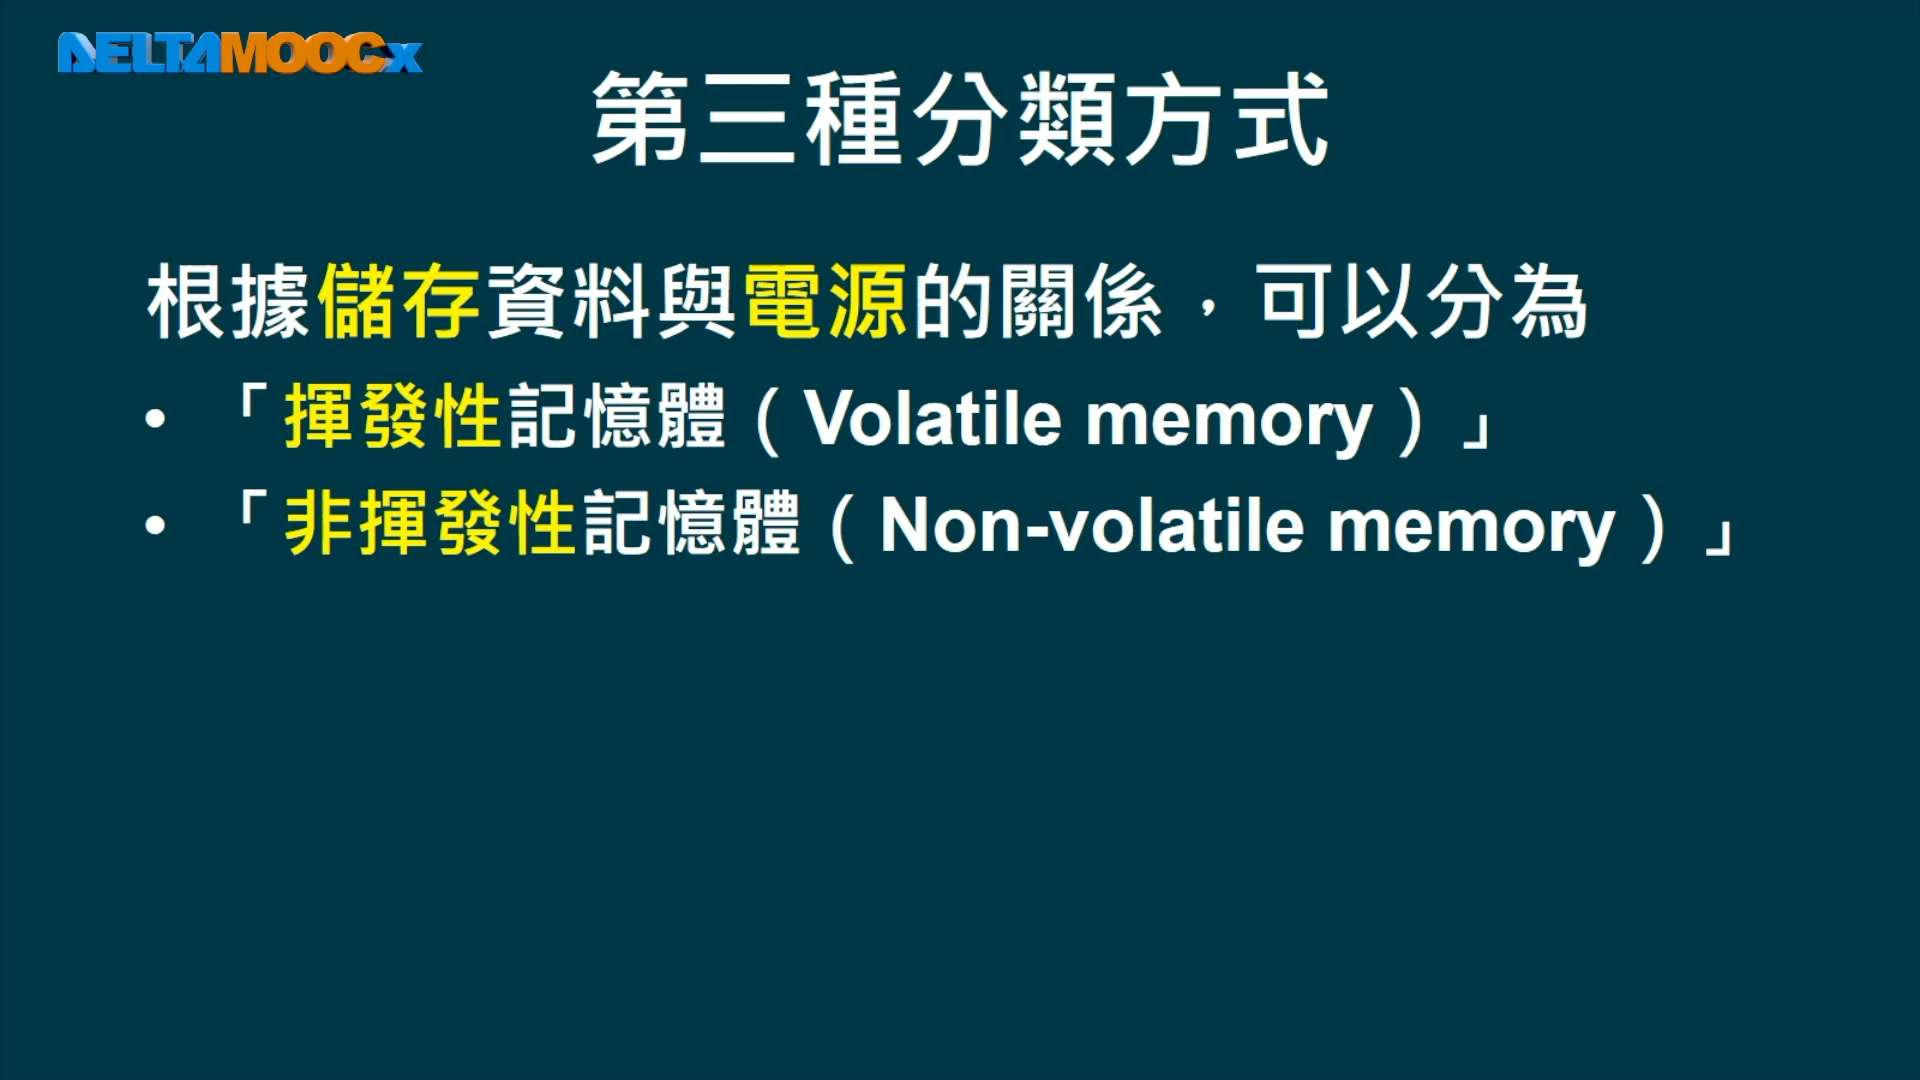 DELTAMOOCx
第三種分類方式
根據儲存資料與電源的關係，可以分為
• 「揮發性記憶體（Volatile memory）」
• 「非揮發性記憶體（Non-volatile memory）」